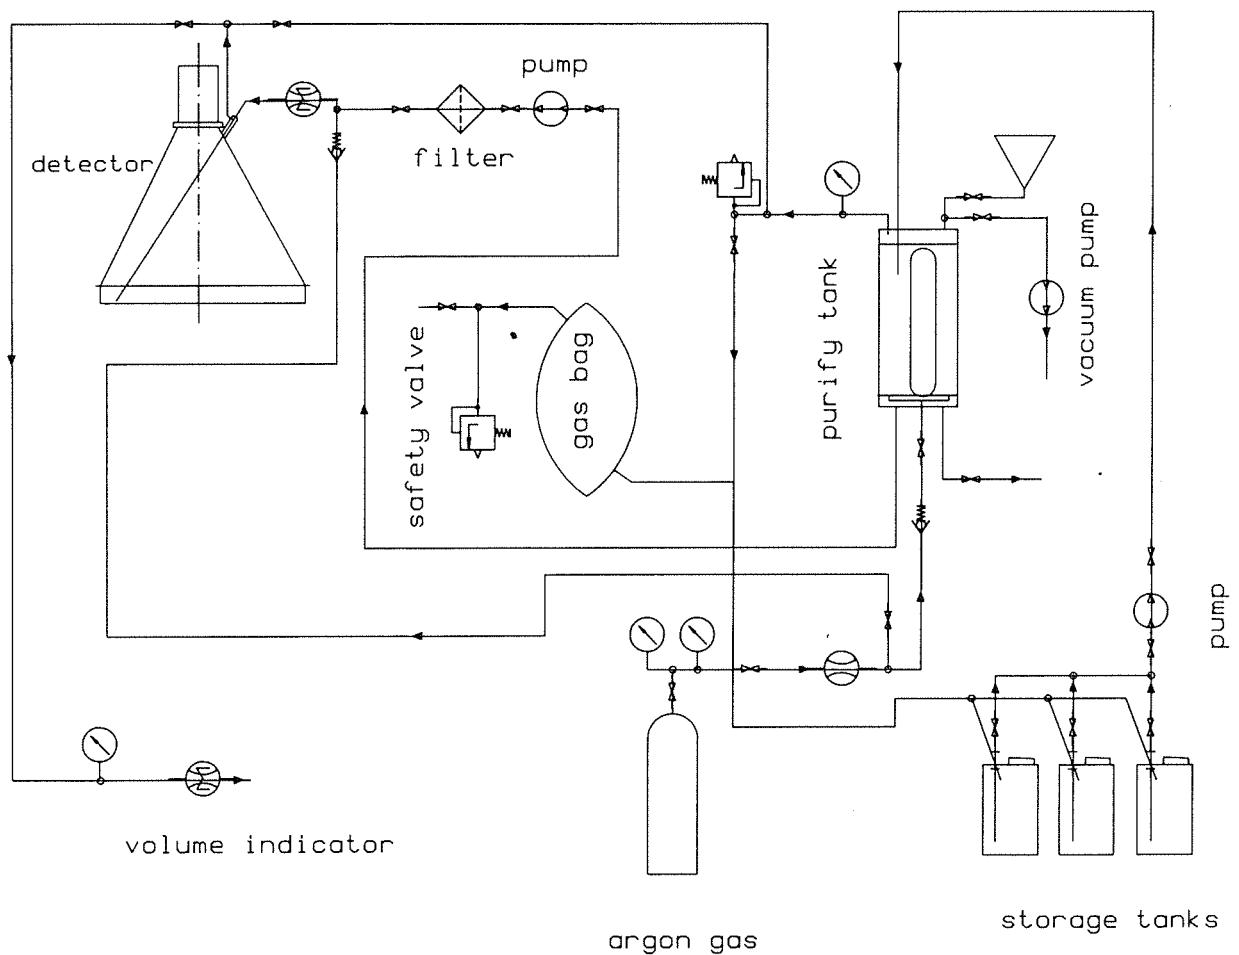 pump
detector
filter
safety valve
gas bag
purify tank
vacuum pump
pump
volume indicator
argon gas
storage tanks